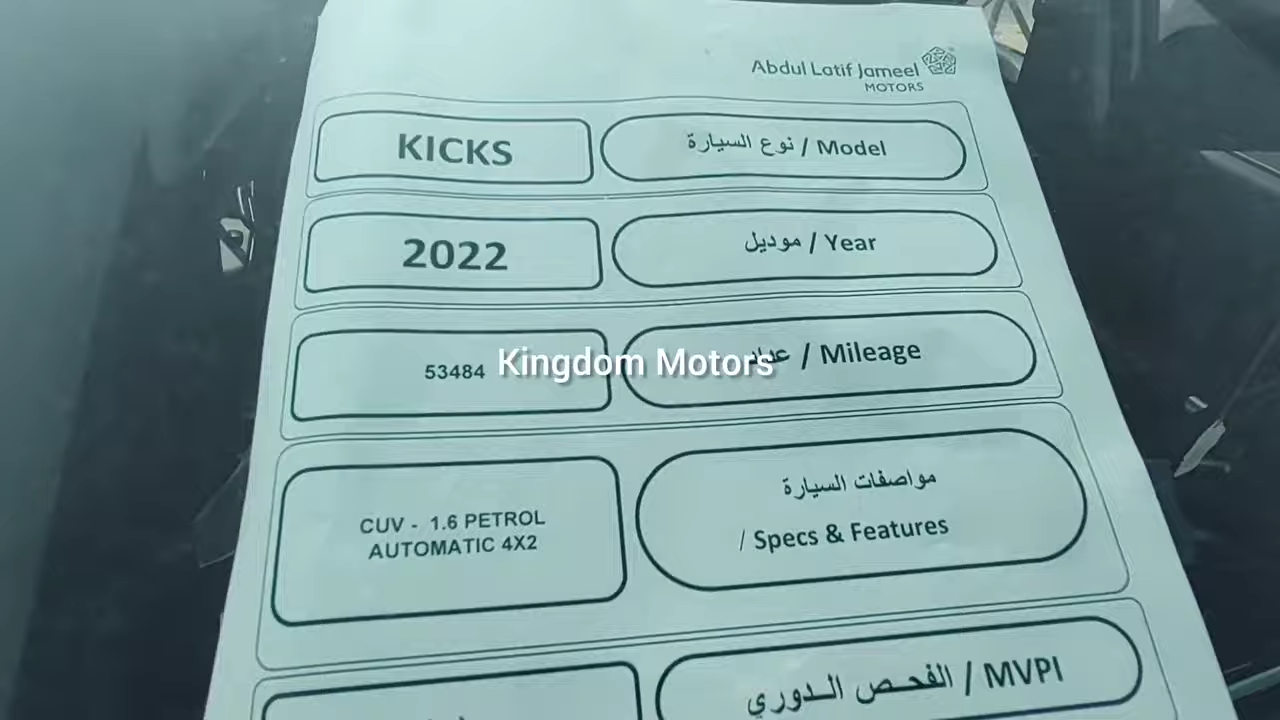 Abdul Latif Jameel
MOTORS
KICKS
نوع السيارة / Model
2022
موديل / Year
53484
Kingdom Motors
عداد / Mileage
CUV - 1.6 PETROL
AUTOMATIC 4X2
مواصفات السيارة
/ Specs & Features
الفحص الدوري / MVPI